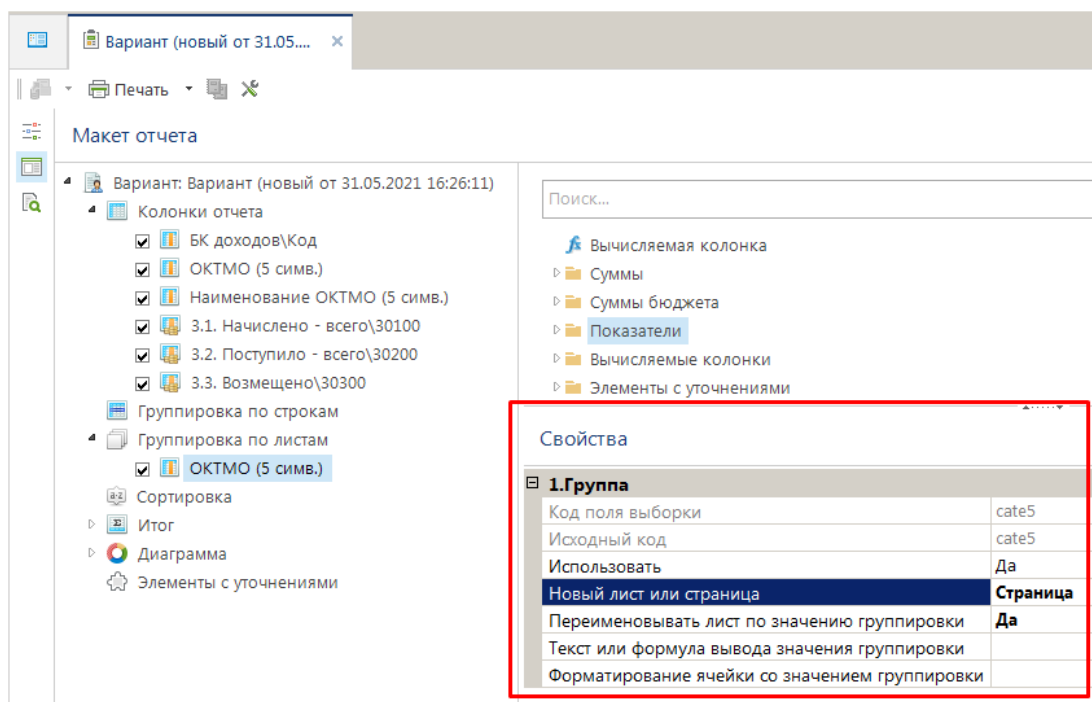 Вариант (новый от 31.05....
Печать
Макет отчета
Вариант: Вариант (новый от 31.05.2021 16:26:11)
Колонки отчета
БК доходов\Код
ОКТМО (5 симв.)
Наименование ОКТМО (5 симв.)
3.1. Начислено - всего\30100
3.2. Поступило - всего\30200
3.3. Возмещено\30300
Группировка по строкам
Группировка по листам
ОКТМО (5 симв.)
Сортировка
Итог
Диаграмма
Элементы с уточнениями
Поиск...
Вычисляемая колонка
Суммы
Суммы бюджета
Показатели
Вычисляемые колонки
Элементы с уточнениями
Свойства
1.Группа
Код поля выборки cate5
Исходный код cate5
Использовать Да
Новый лист или страница Страница
Переименовывать лист по значению группировки Да
Текст или формула вывода значения группировки
Форматирование ячейки со значением группировки